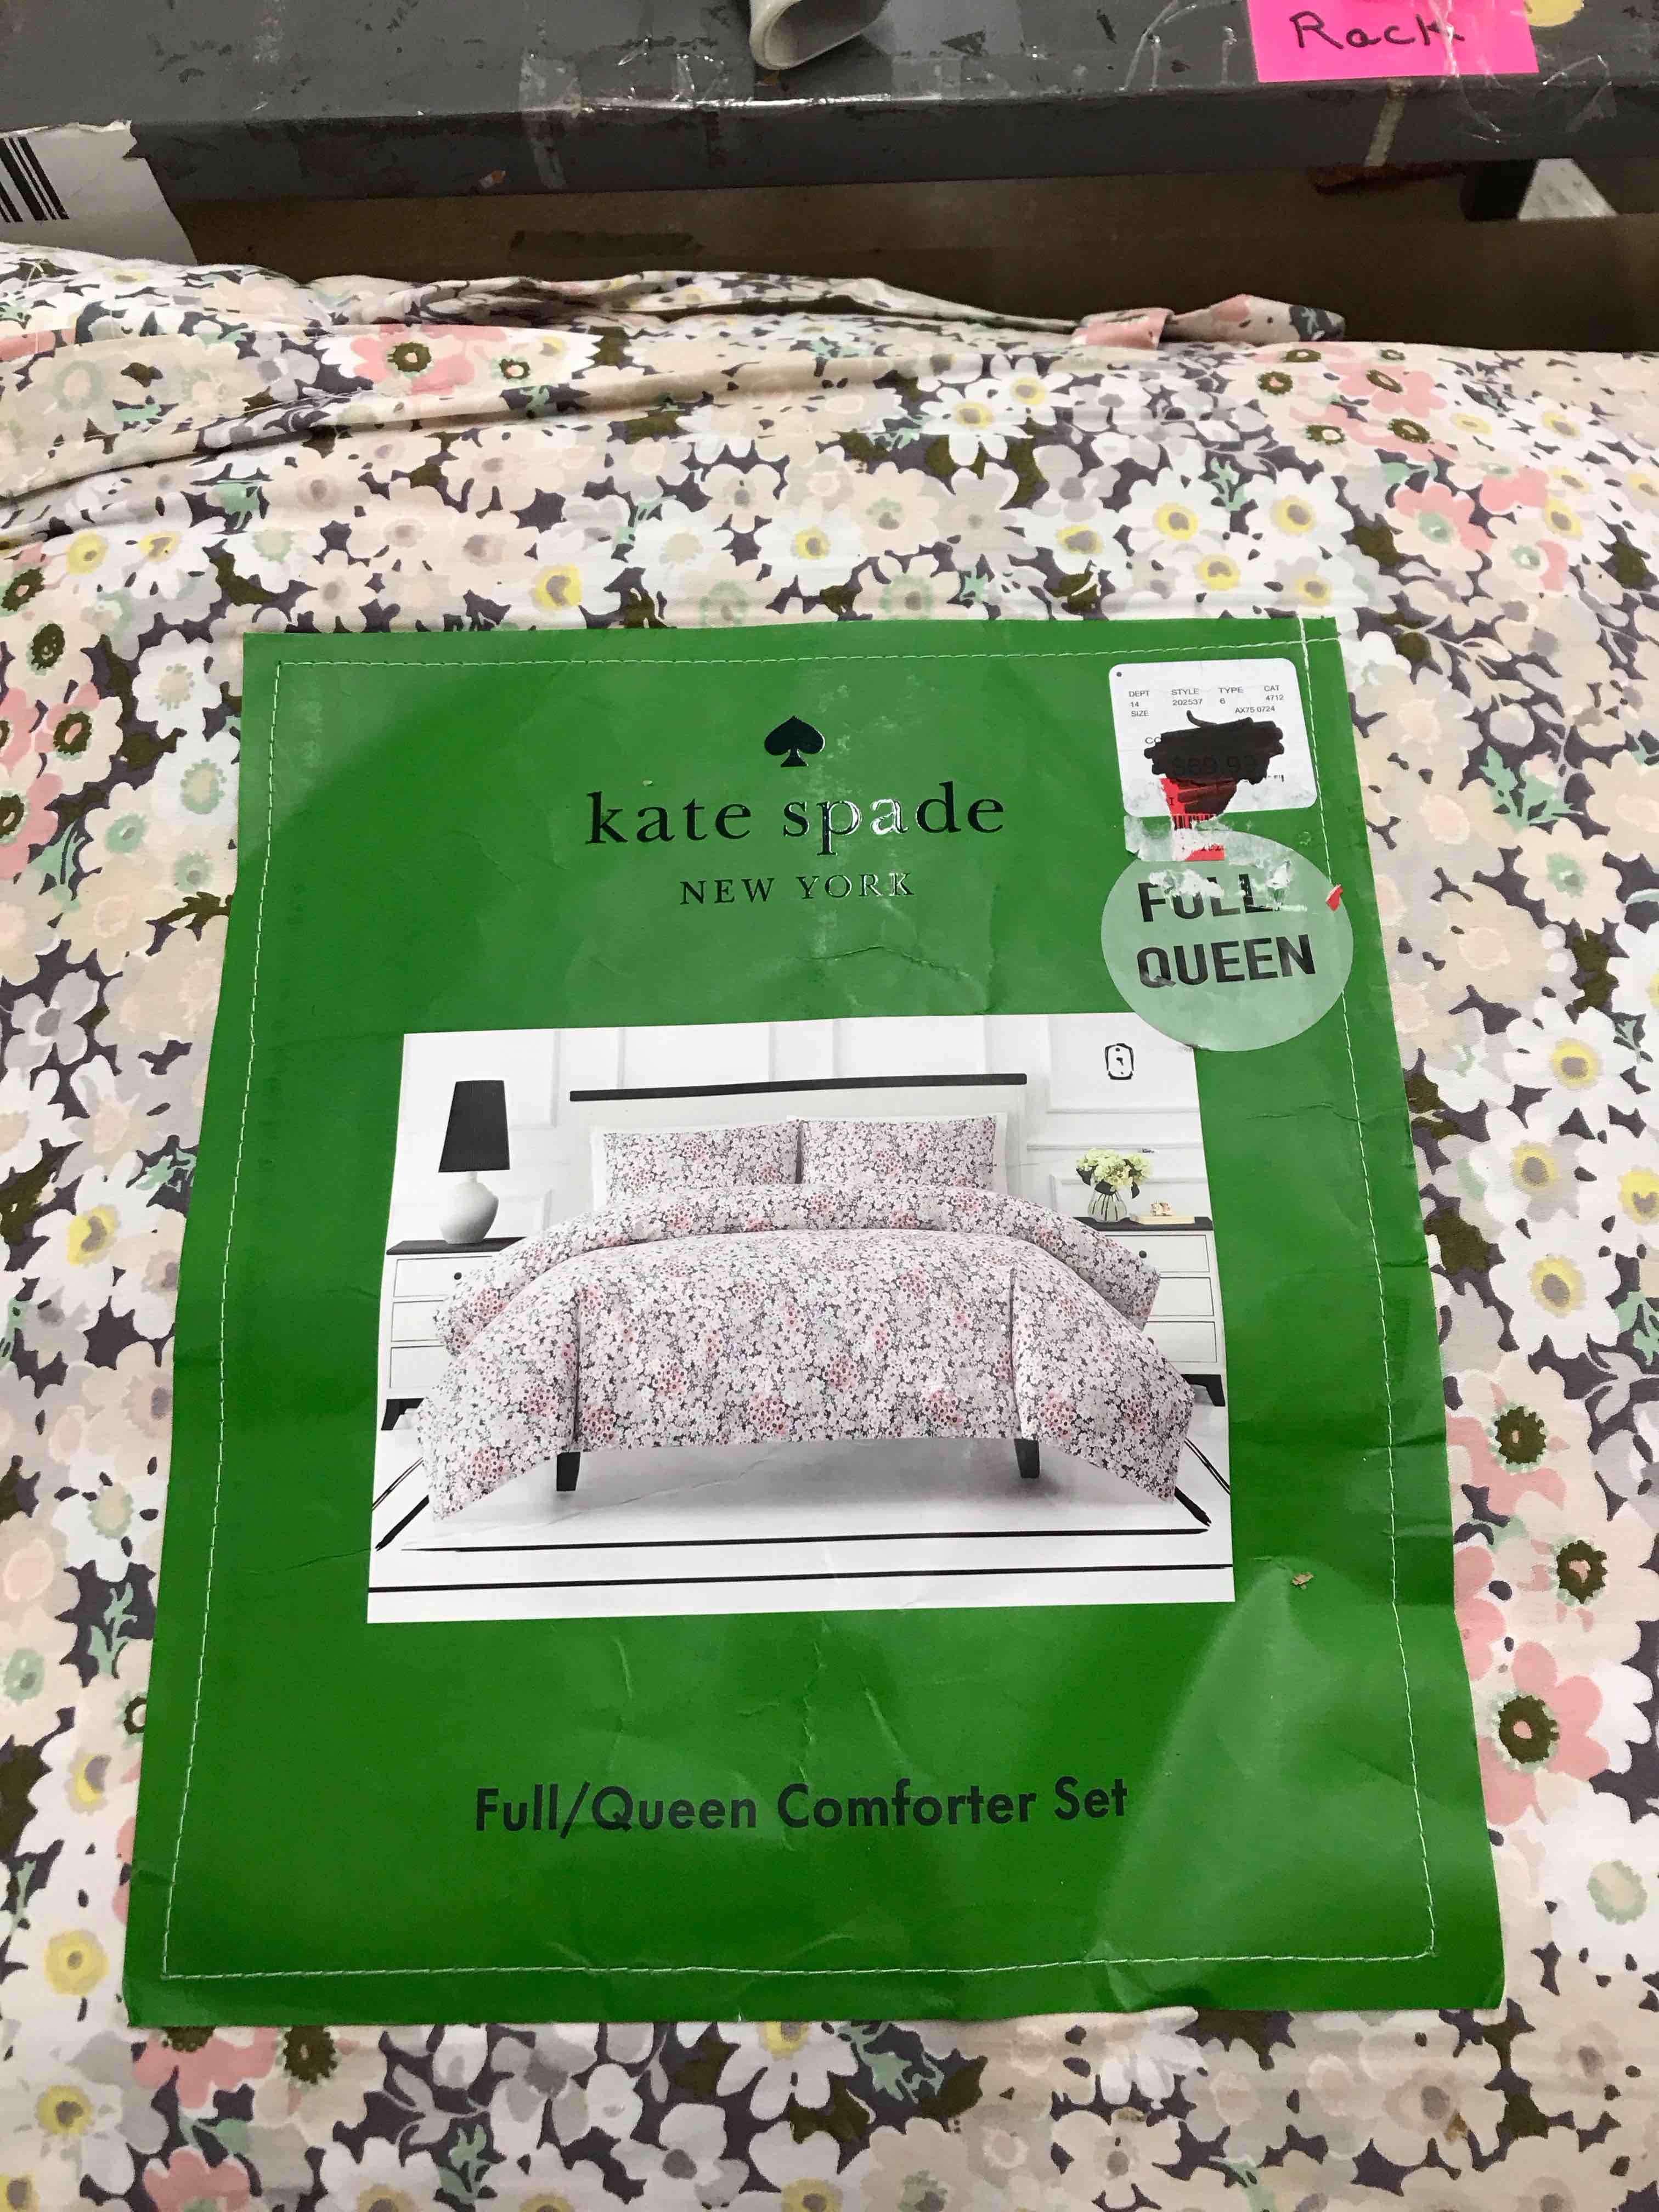 Rack
DEPT STYLE TYPE CAT
14 202537 6 4712
SIZE AX75 0724
kate spade
NEW YORK
FULL/
QUEEN
Full/Queen Comforter Set